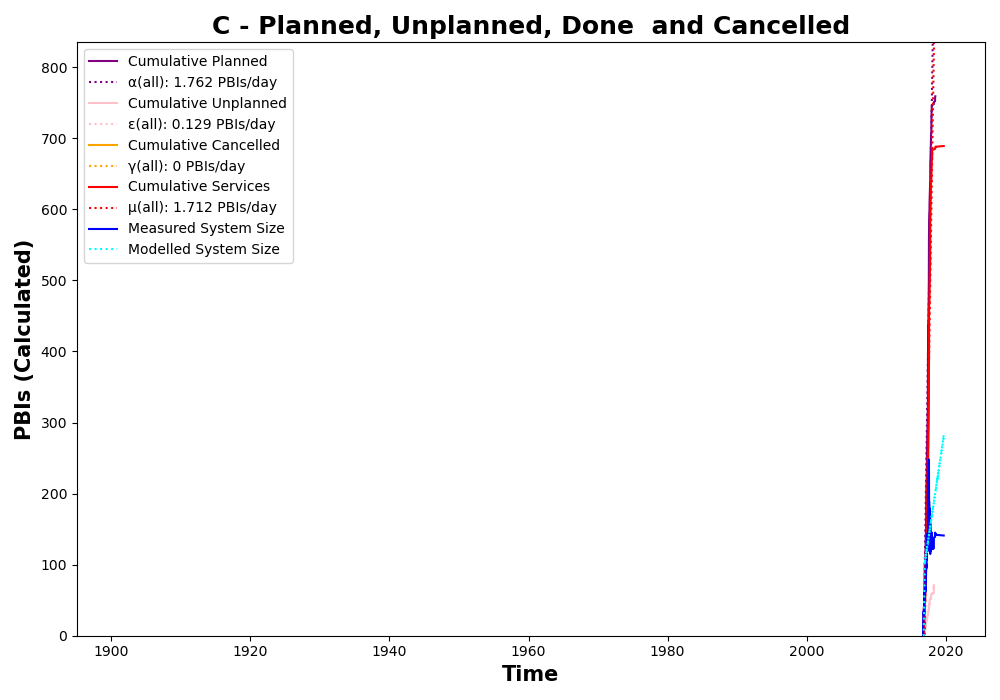 C - Planned, Unplanned, Done  and Cancelled
Cumulative Planned
α(all): 1.762 PBIs/day
Cumulative Unplanned
ε(all): 0.129 PBIs/day
Cumulative Cancelled
γ(all): 0 PBIs/day
Cumulative Services
μ(all): 1.712 PBIs/day
Measured System Size
Modelled System Size
PBIs (Calculated)
800
700
600
500
400
300
200
100
0
1900 1920 1940 1960 1980 2000 2020
Time